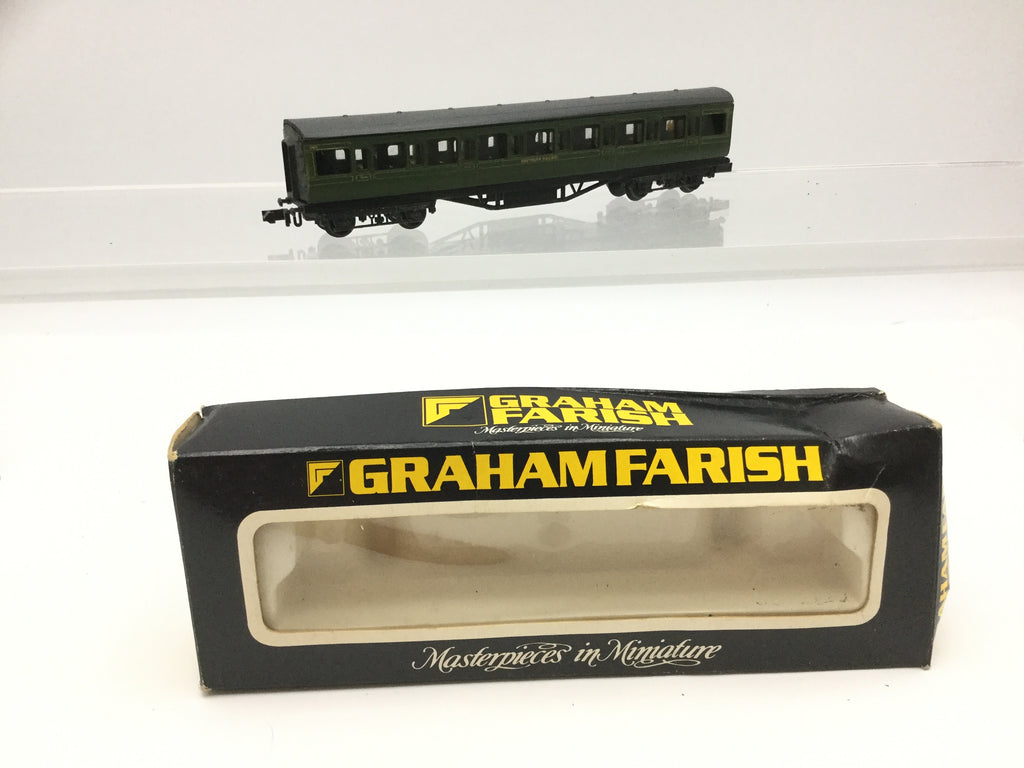 GRAHAM
FARISH
Masterpieces in Miniature
GRAHAM FARISH
Masterpieces in Miniature